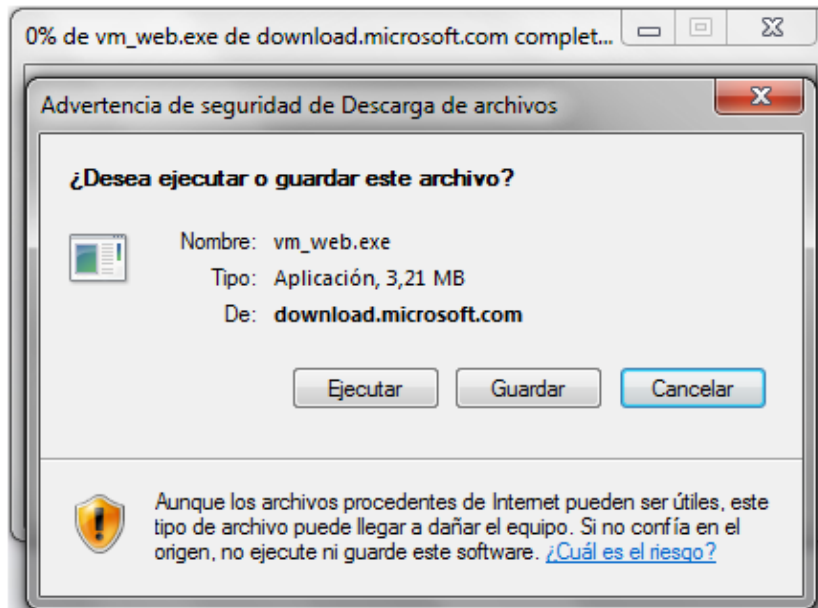 0% de vm_web.exe de download.microsoft.com complet...
Advertencia de seguridad de Descarga de archivos
¿Desea ejecutar o guardar este archivo?
Nombre: vm_web.exe
Tipo: Aplicación, 3,21 MB
De: download.microsoft.com
Ejecutar Guardar Cancelar
Aunque los archivos procedentes de Internet pueden ser útiles, este
tipo de archivo puede llegar a dañar el equipo. Si no confía en el
origen, no ejecute ni guarde este software. ¿Cuál es el riesgo?